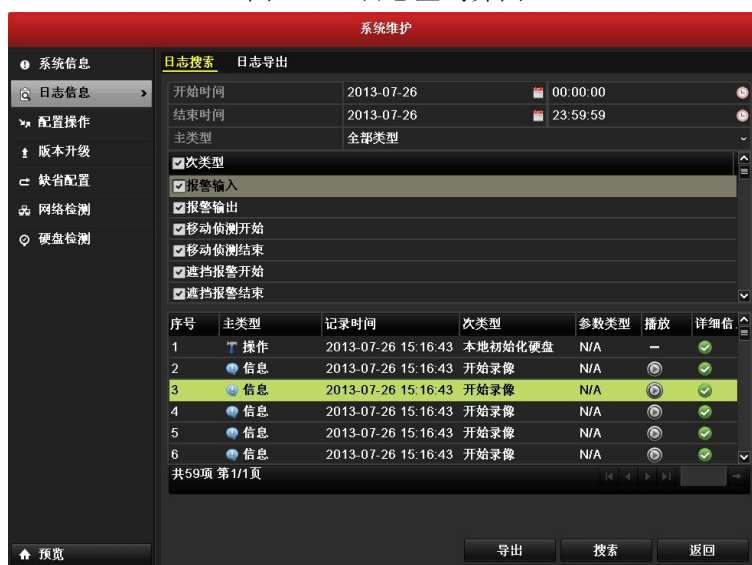 系统维护
系统信息
日志信息
配置操作
版本升级
缺省配置
网络检测
硬盘检测
预览
日志搜索 日志导出
开始时间 2013-07-26 00:00:00
结束时间 2013-07-26 23:59:59
主类型 全部类型
次类型
报警输入
报警输出
移动侦测开始
移动侦测结束
遮挡报警开始
遮挡报警结束
序号 主类型 记录时间 次类型 参数类型 播放 详细信
1 操作 2013-07-26 15:16:43 本地初始化硬盘 N/A –
2 信息 2013-07-26 15:16:43 开始录像 N/A
3 信息 2013-07-26 15:16:43 开始录像 N/A
4 信息 2013-07-26 15:16:43 开始录像 N/A
5 信息 2013-07-26 15:16:43 开始录像 N/A
6 信息 2013-07-26 15:16:43 开始录像 N/A
共59项 第1/1页
导出 搜索 返回